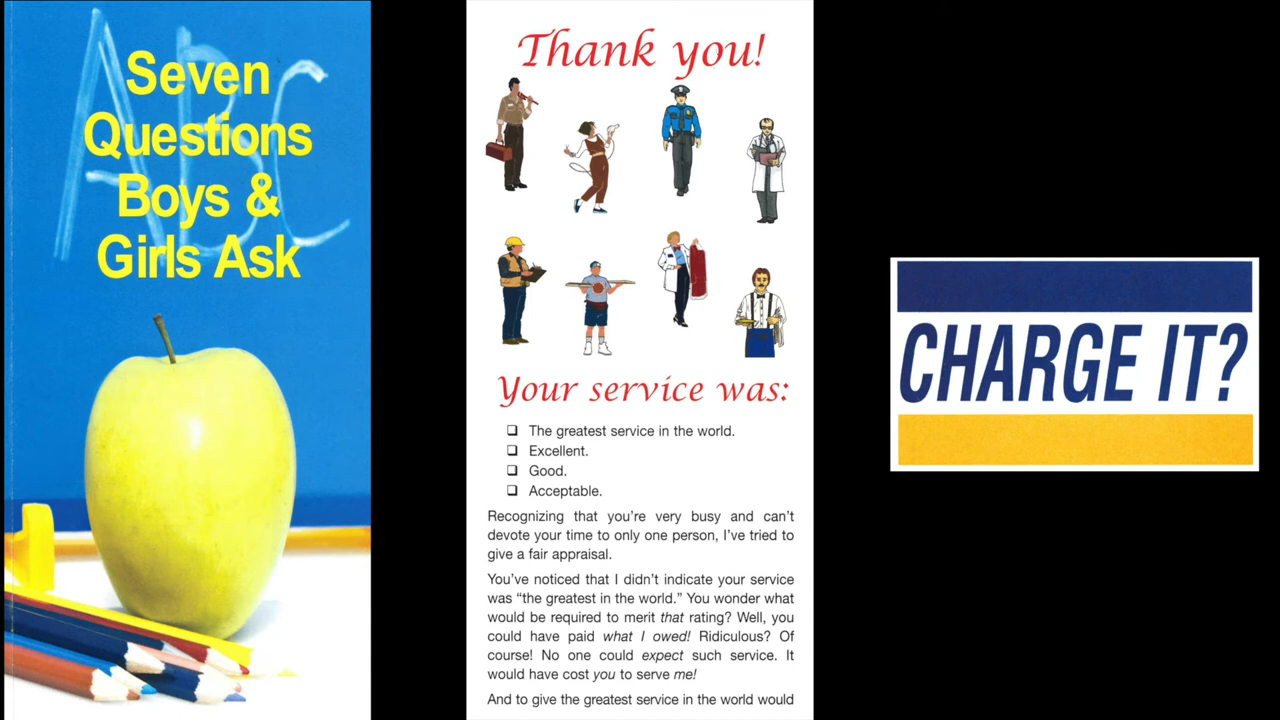 ABC
Seven
Questions
Boys &
Girls Ask
Thank you!
Your service was:
❑ The greatest service in the world.
❑ Excellent.
❑ Good.
❑ Acceptable.
Recognizing that you’re very busy and can’t
devote your time to only one person, I’ve tried to
give a fair appraisal.
You’ve noticed that I didn’t indicate your service
was “the greatest in the world.” You wonder what
would be required to merit that rating? Well, you
could have paid what I owed! Ridiculous? Of
course! No one could expect such service. It
would have cost you to serve me!
And to give the greatest service in the world would
CHARGE IT?